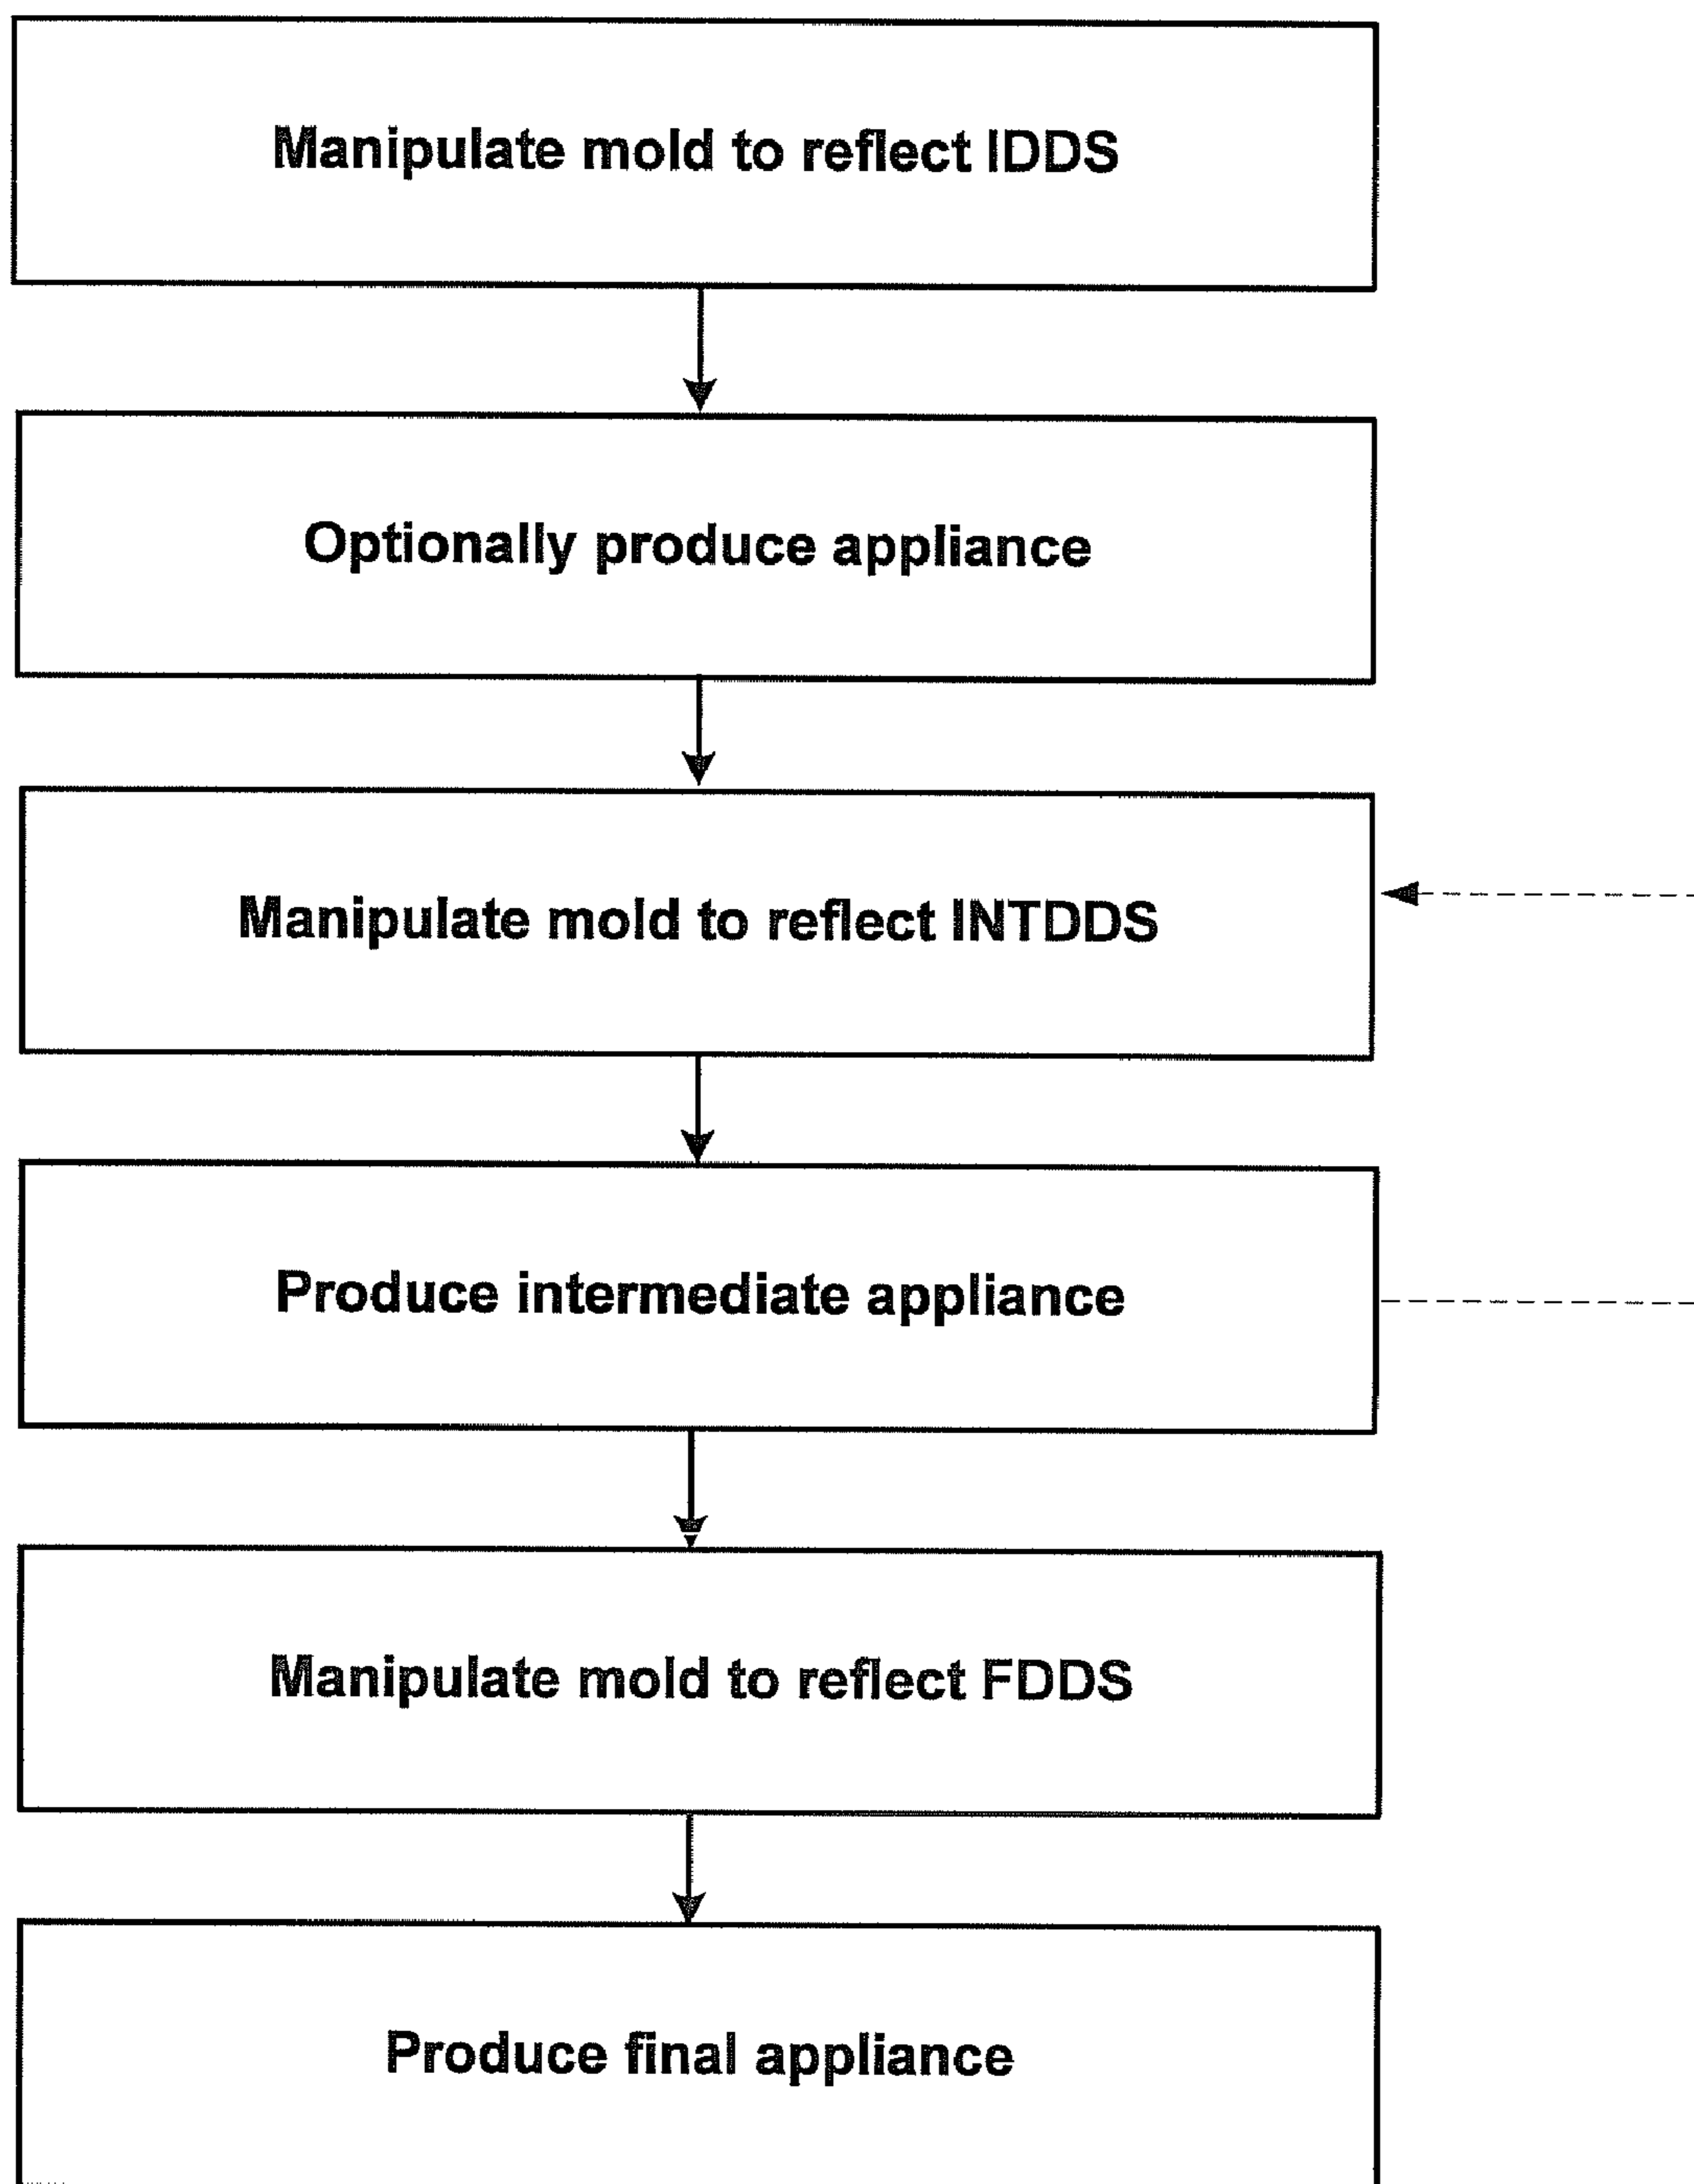 Manipulate mold to reflect IDDS
Optionally produce appliance
Manipulate mold to reflect INTDDS
Produce intermediate appliance
Manipulate mold to reflect FDDS
Produce final appliance